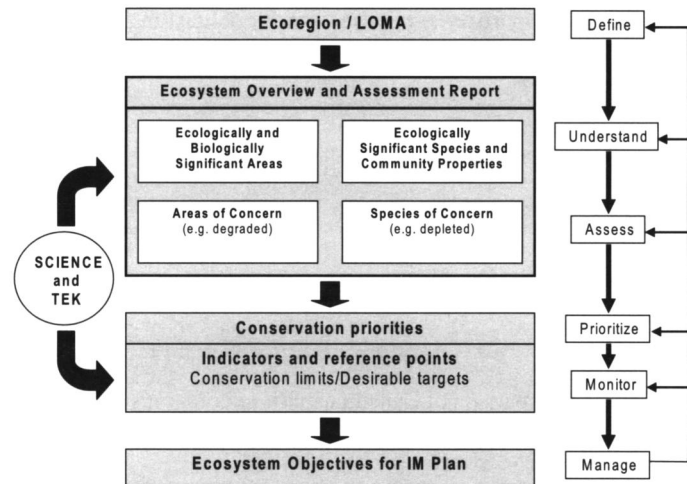 Ecoregion / LOMA
Ecosystem Overview and Assessment Report
Ecologically and
Biologically
Significant Areas
Ecologically
Significant Species and
Community Properties
Areas of Concern
(e.g. degraded)
Species of Concern
(e.g. depleted)
SCIENCE
and
TEK
Conservation priorities
Indicators and reference points
Conservation limits/Desirable targets
Ecosystem Objectives for IM Plan
Define
Understand
Assess
Prioritize
Monitor
Manage